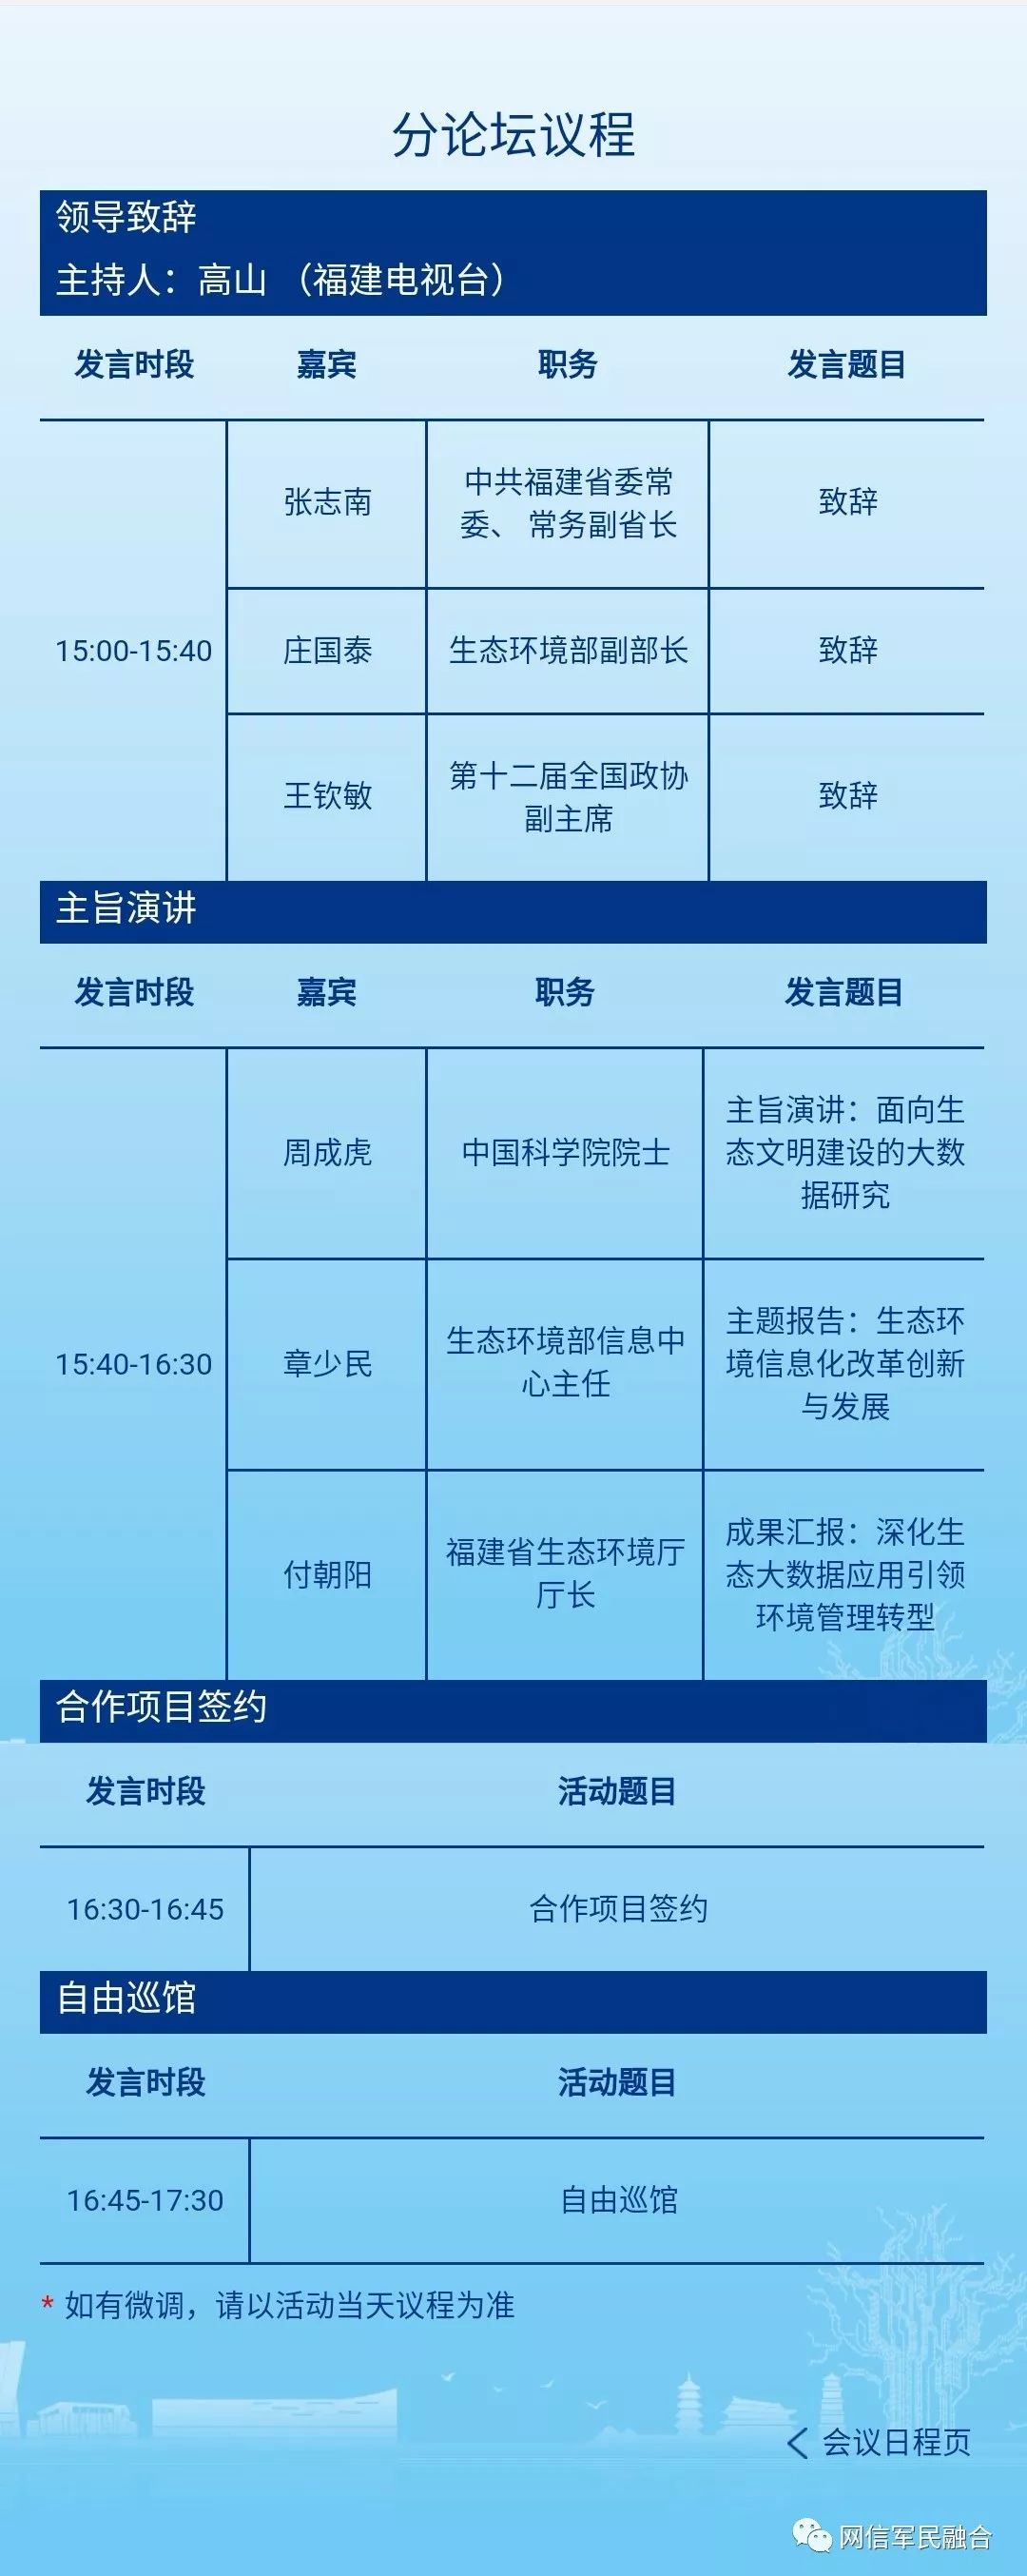 分论坛议程
领导致辞
主持人：高山 （福建电视台）
发言时段 嘉宾 职务 发言题目
15:00-15:40
张志南
中共福建省委常
委、 常务副省长
致辞
庄国泰
生态环境部副部长
致辞
王钦敏
第十二届全国政协
副主席
致辞
主旨演讲
发言时段 嘉宾 职务 发言题目
15:40-16:30
周成虎
中国科学院院士
主旨演讲：面向生
态文明建设的大数
据研究
章少民
生态环境部信息中
心主任
主题报告：生态环
境信息化改革创新
与发展
付朝阳
福建省生态环境厅
厅长
成果汇报：深化生
态大数据应用引领
环境管理转型
合作项目签约
发言时段 活动题目
16:30-16:45 合作项目签约
自由巡馆
发言时段 活动题目
16:45-17:30 自由巡馆
* 如有微调，请以活动当天议程为准
< 会议日程页
网信军民融合